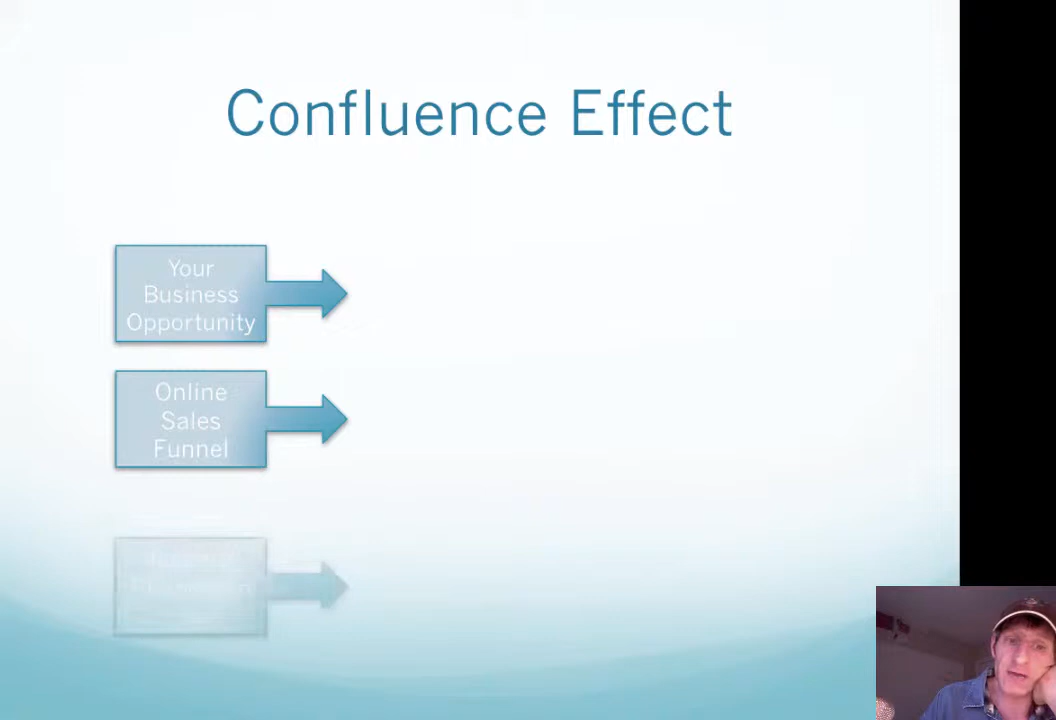 Confluence Effect
Your
Business
Opportunity
Online
Sales
Funnel